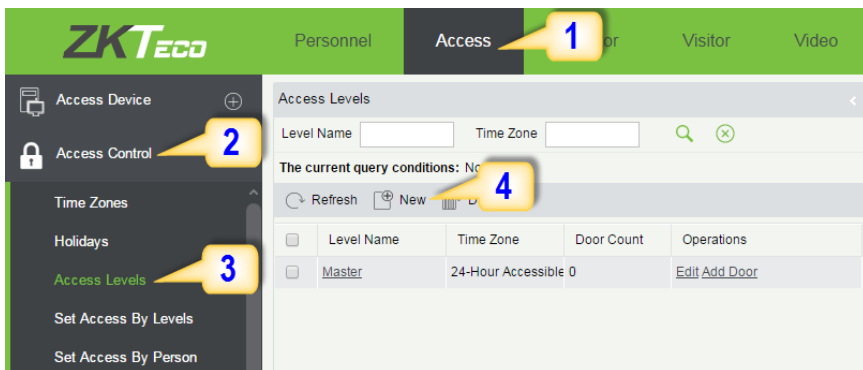 ZKTECO
Personnel Access 1 or Visitor Video
Access Device
Access Levels
Level Name Time Zone
Access Control 2
The current query conditions: No
4
Refresh New D
Time Zones
Level Name Time Zone Door Count Operations
Holidays
Master 24-Hour Accessible 0 Edit Add Door
Access Levels 3
Set Access By Levels
Set Access By Person